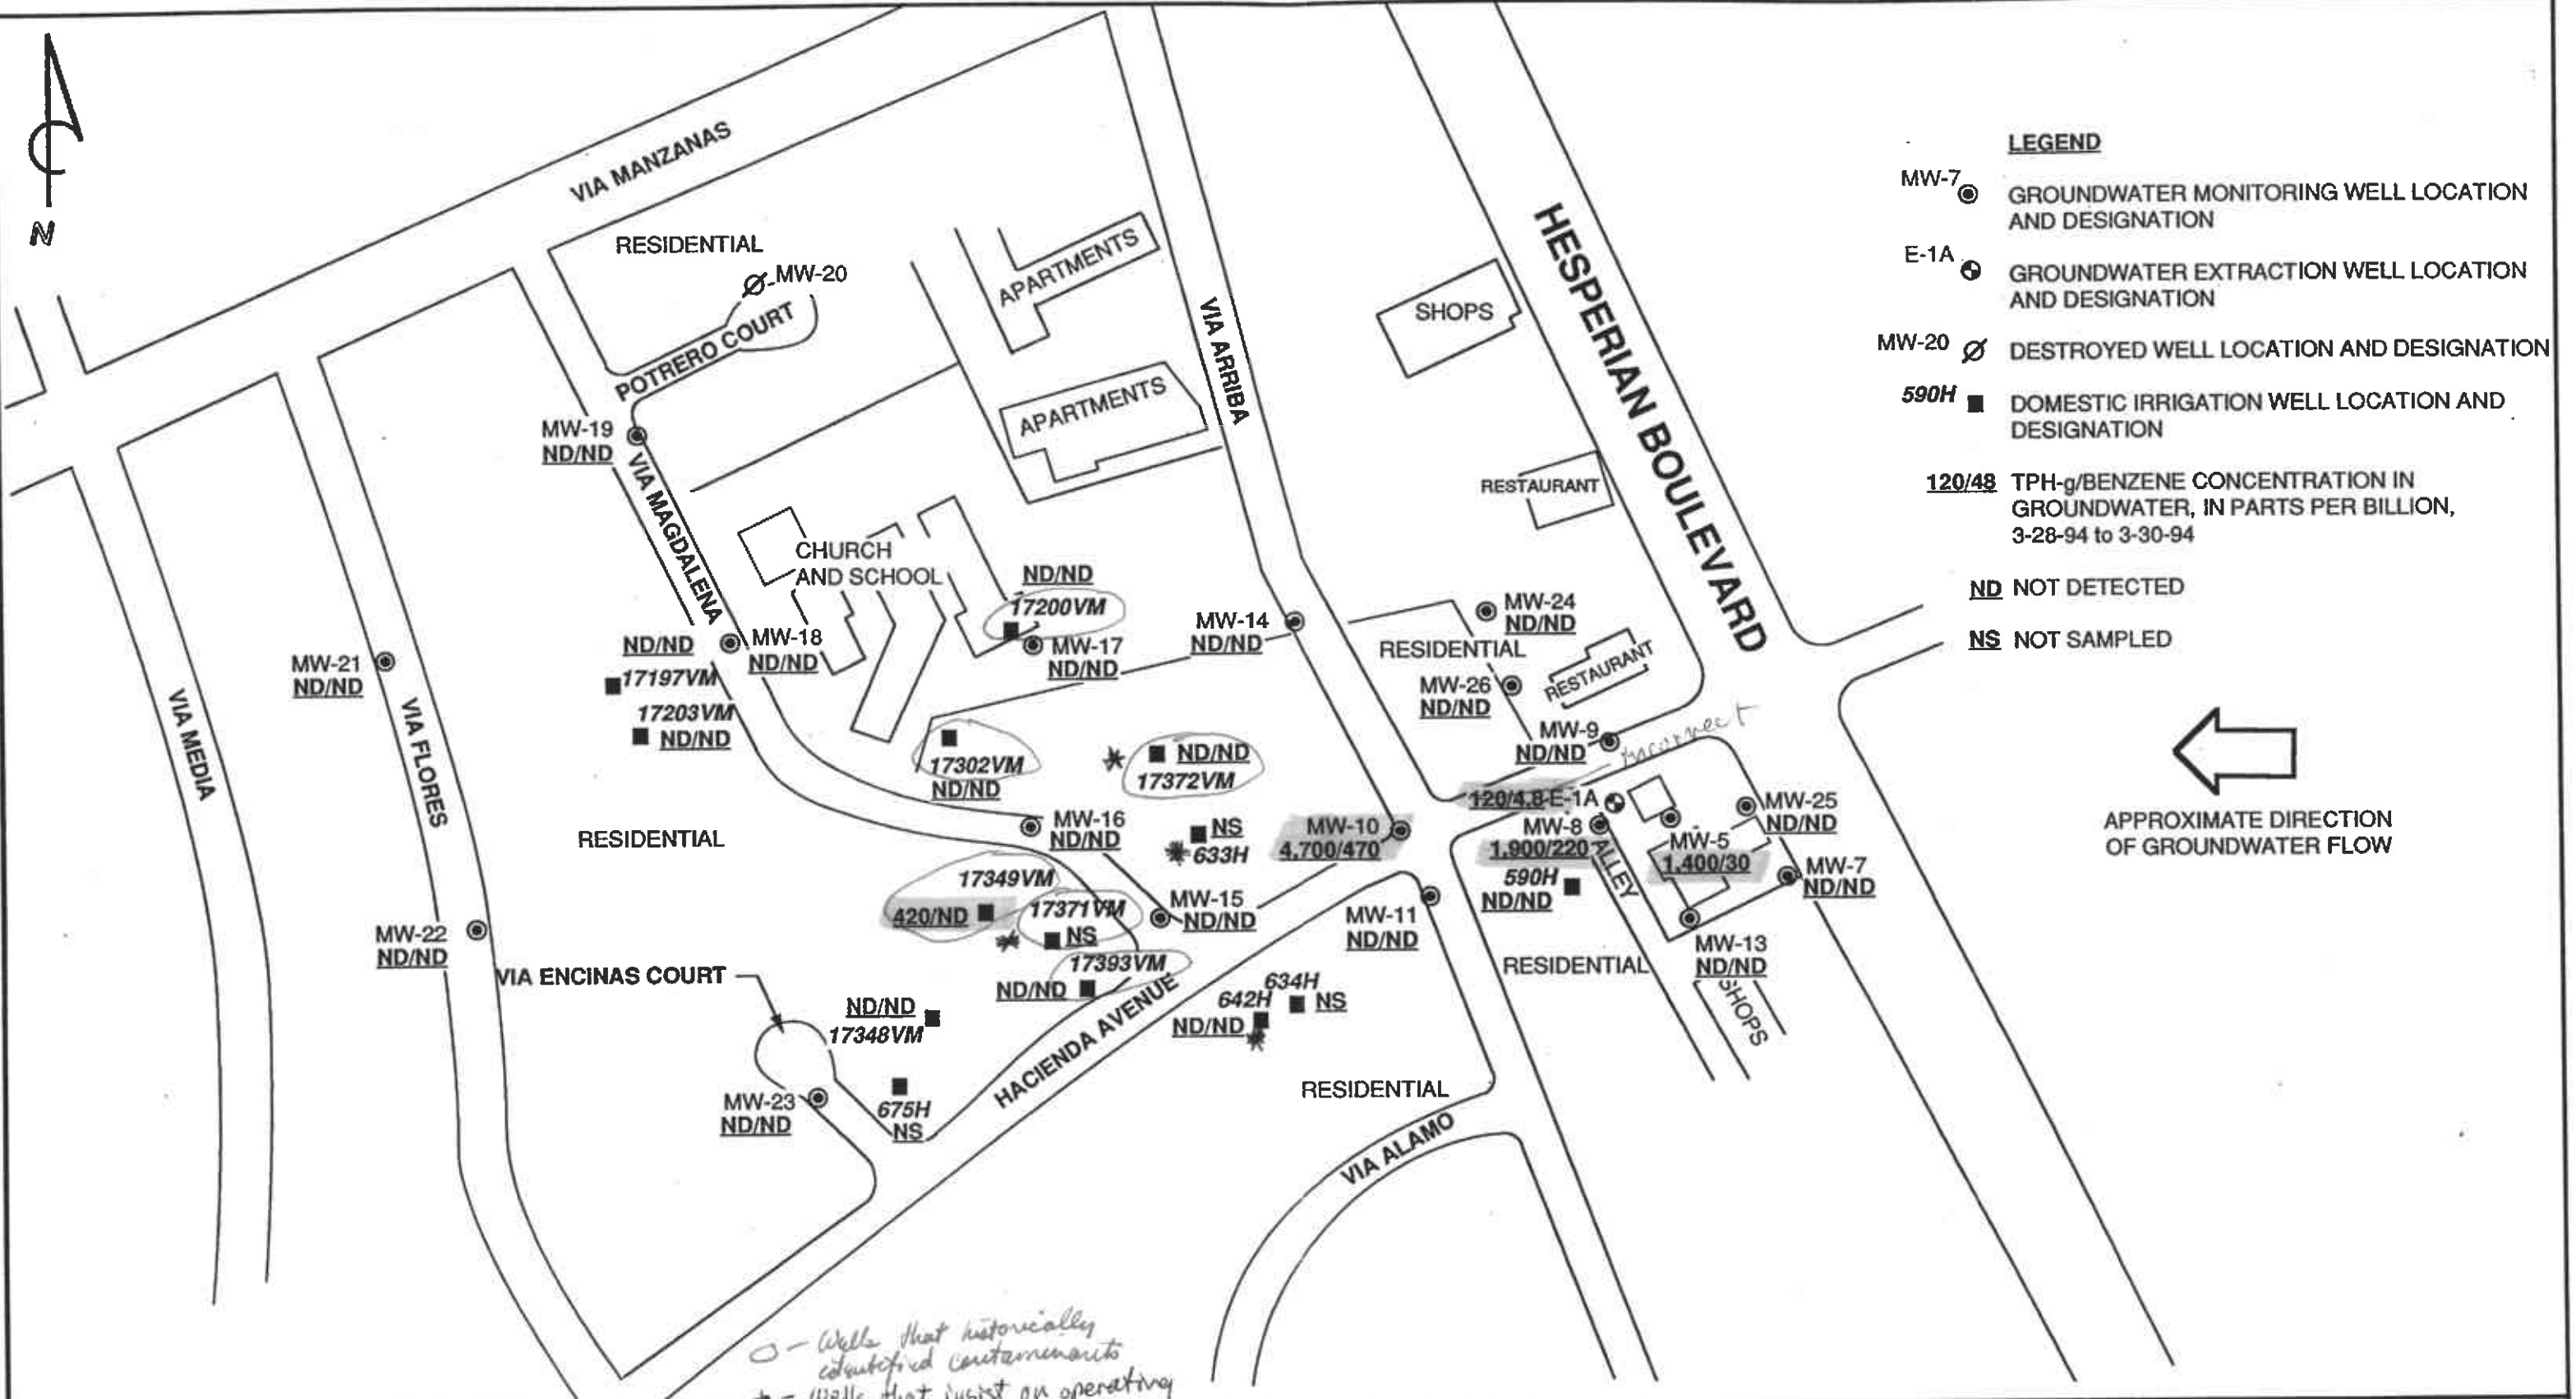 N
VIA MANZANAS
RESIDENTIAL
MW-20
POTRERO COURT
APARTMENTS
APARTMENTS
VIA ARRIBA
SHOPS
HESPERIAN BOULEVARD
RESTAURANT
LEGEND
MW-7
GROUNDWATER MONITORING WELL LOCATION
AND DESIGNATION
E-1A
GROUNDWATER EXTRACTION WELL LOCATION
AND DESIGNATION
MW-20
DESTROYED WELL LOCATION AND DESIGNATION
590H
DOMESTIC IRRIGATION WELL LOCATION AND
DESIGNATION
120/48
TPH-g/BENZENE CONCENTRATION IN
GROUNDWATER, IN PARTS PER BILLION,
3-28-94 to 3-30-94
ND NOT DETECTED
NS NOT SAMPLED
APPROXIMATE DIRECTION
OF GROUNDWATER FLOW
MW-19
ND/ND
VIA MAGDALENA
CHURCH
AND SCHOOL
ND/ND
17200VM
MW-17
ND/ND
MW-14
ND/ND
MW-24
ND/ND
RESIDENTIAL
RESTAURANT
MW-26
ND/ND
MW-9
ND/ND
incorrect
MW-18
ND/ND
ND/ND
17197VM
17203VM
ND/ND
MW-21
ND/ND
VIA MEDIA
VIA FLORES
17302VM
ND/ND
* ND/ND
17372VM
120/4.8 E-1A
MW-8
1,900/220
ALLEY
MW-5
1,400/30
MW-25
ND/ND
MW-7
ND/ND
590H
ND/ND
MW-16
ND/ND
NS
* 633H
MW-10
4,700/470
RESIDENTIAL
17349VM
420/ND
17371VM
* NS
MW-15
ND/ND
MW-11
ND/ND
MW-13
ND/ND
SHOPS
RESIDENTIAL
MW-22
ND/ND
17393VM
ND/ND
VIA ENCINAS COURT
ND/ND
17348VM
634H
NS
642H
ND/ND
*
HACIENDA AVENUE
MW-23
ND/ND
675H
NS
RESIDENTIAL
VIA ALAMO
O - Wells that historically
contaminants
* - Wells that insist on operating